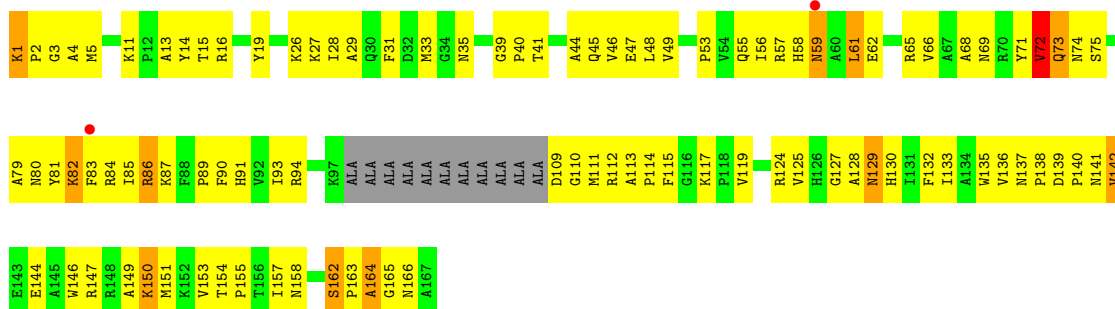 K1 P2 G3 A4 M5 K11 P12 A13 Y14 T15 R16 Y19 K26 K27 I28 A29 Q30 F31 D32 M33 G34 N35 G39 P40 T41 A44 Q45 V46 E47 L48 V49 P53 V54 Q55 I56 R57 H58 N59 A60 L61 E62 R65 V66 A67 A68 N69 R70 Y71 V72 Q73 N74 S75
A79 N80 Y81 K82 F83 R84 I85 R86 K87 F88 P89 F90 H91 V92 I93 R94 K97 ALA ALA ALA ALA ALA ALA ALA ALA D109 G110 M111 R112 A113 P114 F115 G116 K117 P118 V119 R124 V125 H126 G127 A128 N129 H130 I131 F132 I133 A134 W135 V136 N137 P138 D139 P140 N141 V142
E143 E144 A145 W146 R147 R148 A149 K150 M151 K152 V153 T154 P155 T156 I157 N158 S162 P163 A164 G165 N166 A167